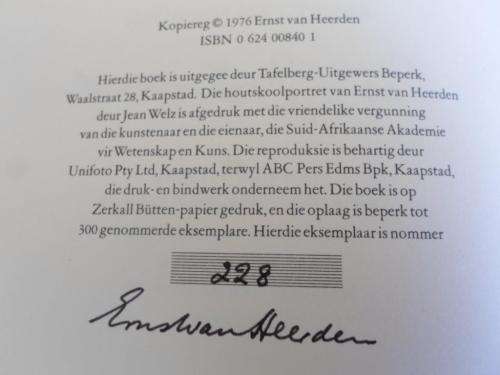 Kopiereg © 1976 Ernst van Heerden
ISBN 0 624 00840 1
Hierdie boek is uitgegee deur Tafelberg-Uitgewers Beperk,
Waalstraat 28, Kaapstad. Die houtskoolportret van Ernst van Heerden
deur Jean Welz is afgedruk met die vriendelike vergunning
van die kunstenaar en die eienaar, die Suid-Afrikaanse Akademie
vir Wetenskap en Kuns. Die reproduksie is behartig deur
Unifoto Pty Ltd, Kaapstad, terwyl ABC Pers Edms Bpk, Kaapstad,
die druk- en bindwerk onderneem het. Die boek is op
Zerkall Bütten-papier gedruk, en die oplaag is beperk tot
300 genommerde eksemplare. Hierdie eksemplaar is nommer
228
Ernst van Heerden